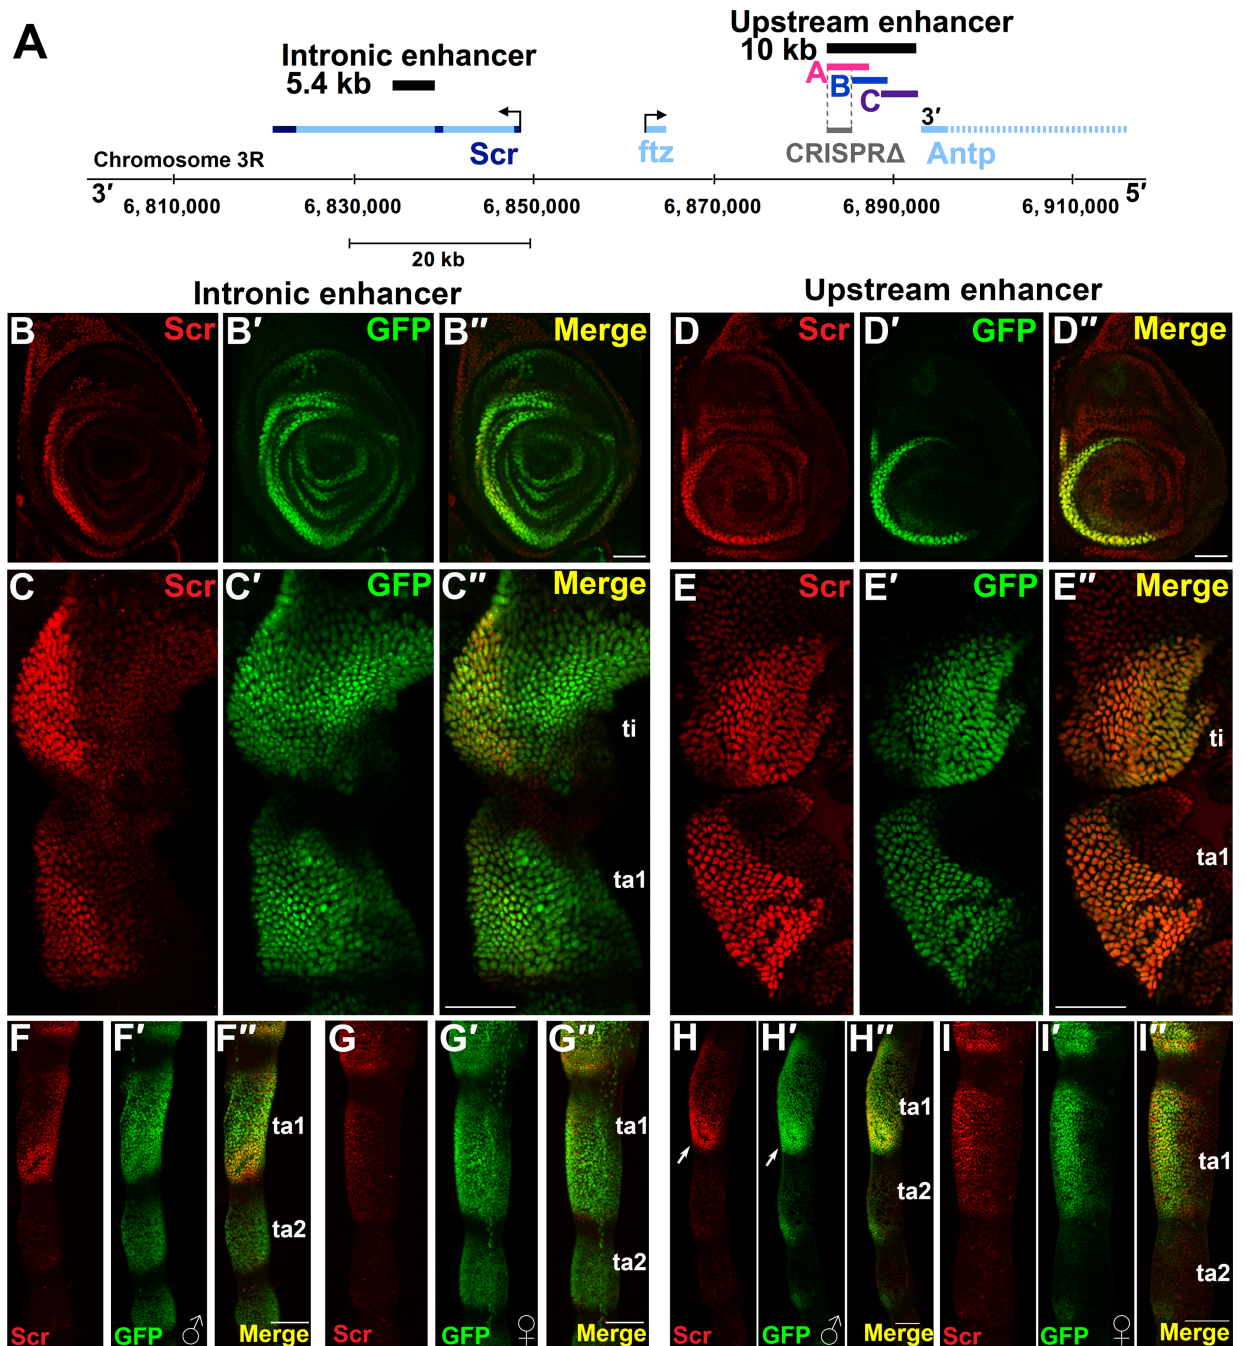 A
Intronic enhancer
5.4 kb
Upstream enhancer
10 kb
A
B
C
3′
Scr
ftz
CRISPRΔ
Antp
Chromosome 3R
3′
5′
6, 810,000
6, 830,000
6, 850,000
6, 870,000
6, 890,000
6, 910,000
20 kb
Intronic enhancer
Upstream enhancer
B Scr
B′ GFP
B″ Merge
D Scr
D′ GFP
D″ Merge
C Scr
C′ GFP
C″ Merge
ti
ta1
E Scr
E′ GFP
E″ Merge
ti
ta1
F
Scr
F′
GFP ♂
F″
ta1
ta2
Merge
G
Scr
G′
GFP ♀
G″
ta1
ta2
Merge
H
Scr
H′
GFP ♂
H″
ta1
ta2
Merge
I
Scr
I′
GFP ♀
I″
ta1
ta2
Merge